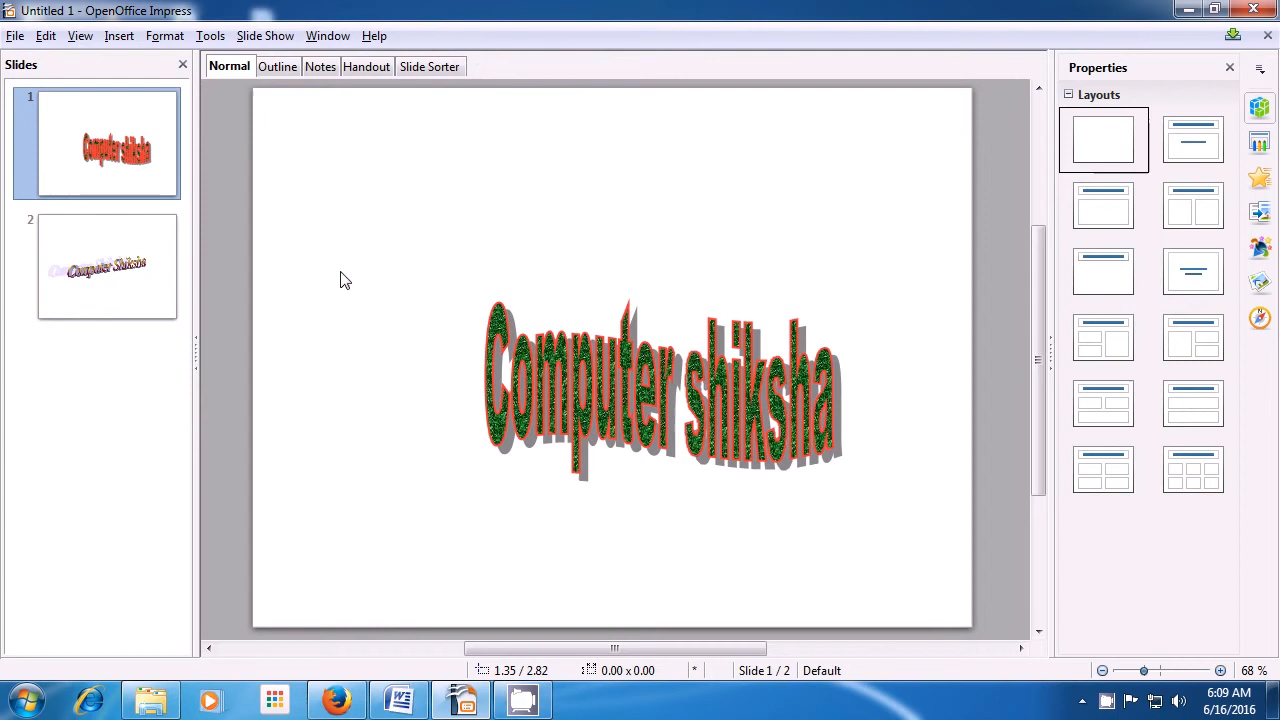 Untitled 1 - OpenOffice Impress
File Edit View Insert Format Tools Slide Show Window Help
Slides
Normal Outline Notes Handout Slide Sorter
Properties
Layouts
1
Computer shiksha
2
Computer Shiksha
Computer shiksha
1.35 / 2.82 0.00 x 0.00 * Slide 1 / 2 Default 68 %
6:09 AM
6/16/2016